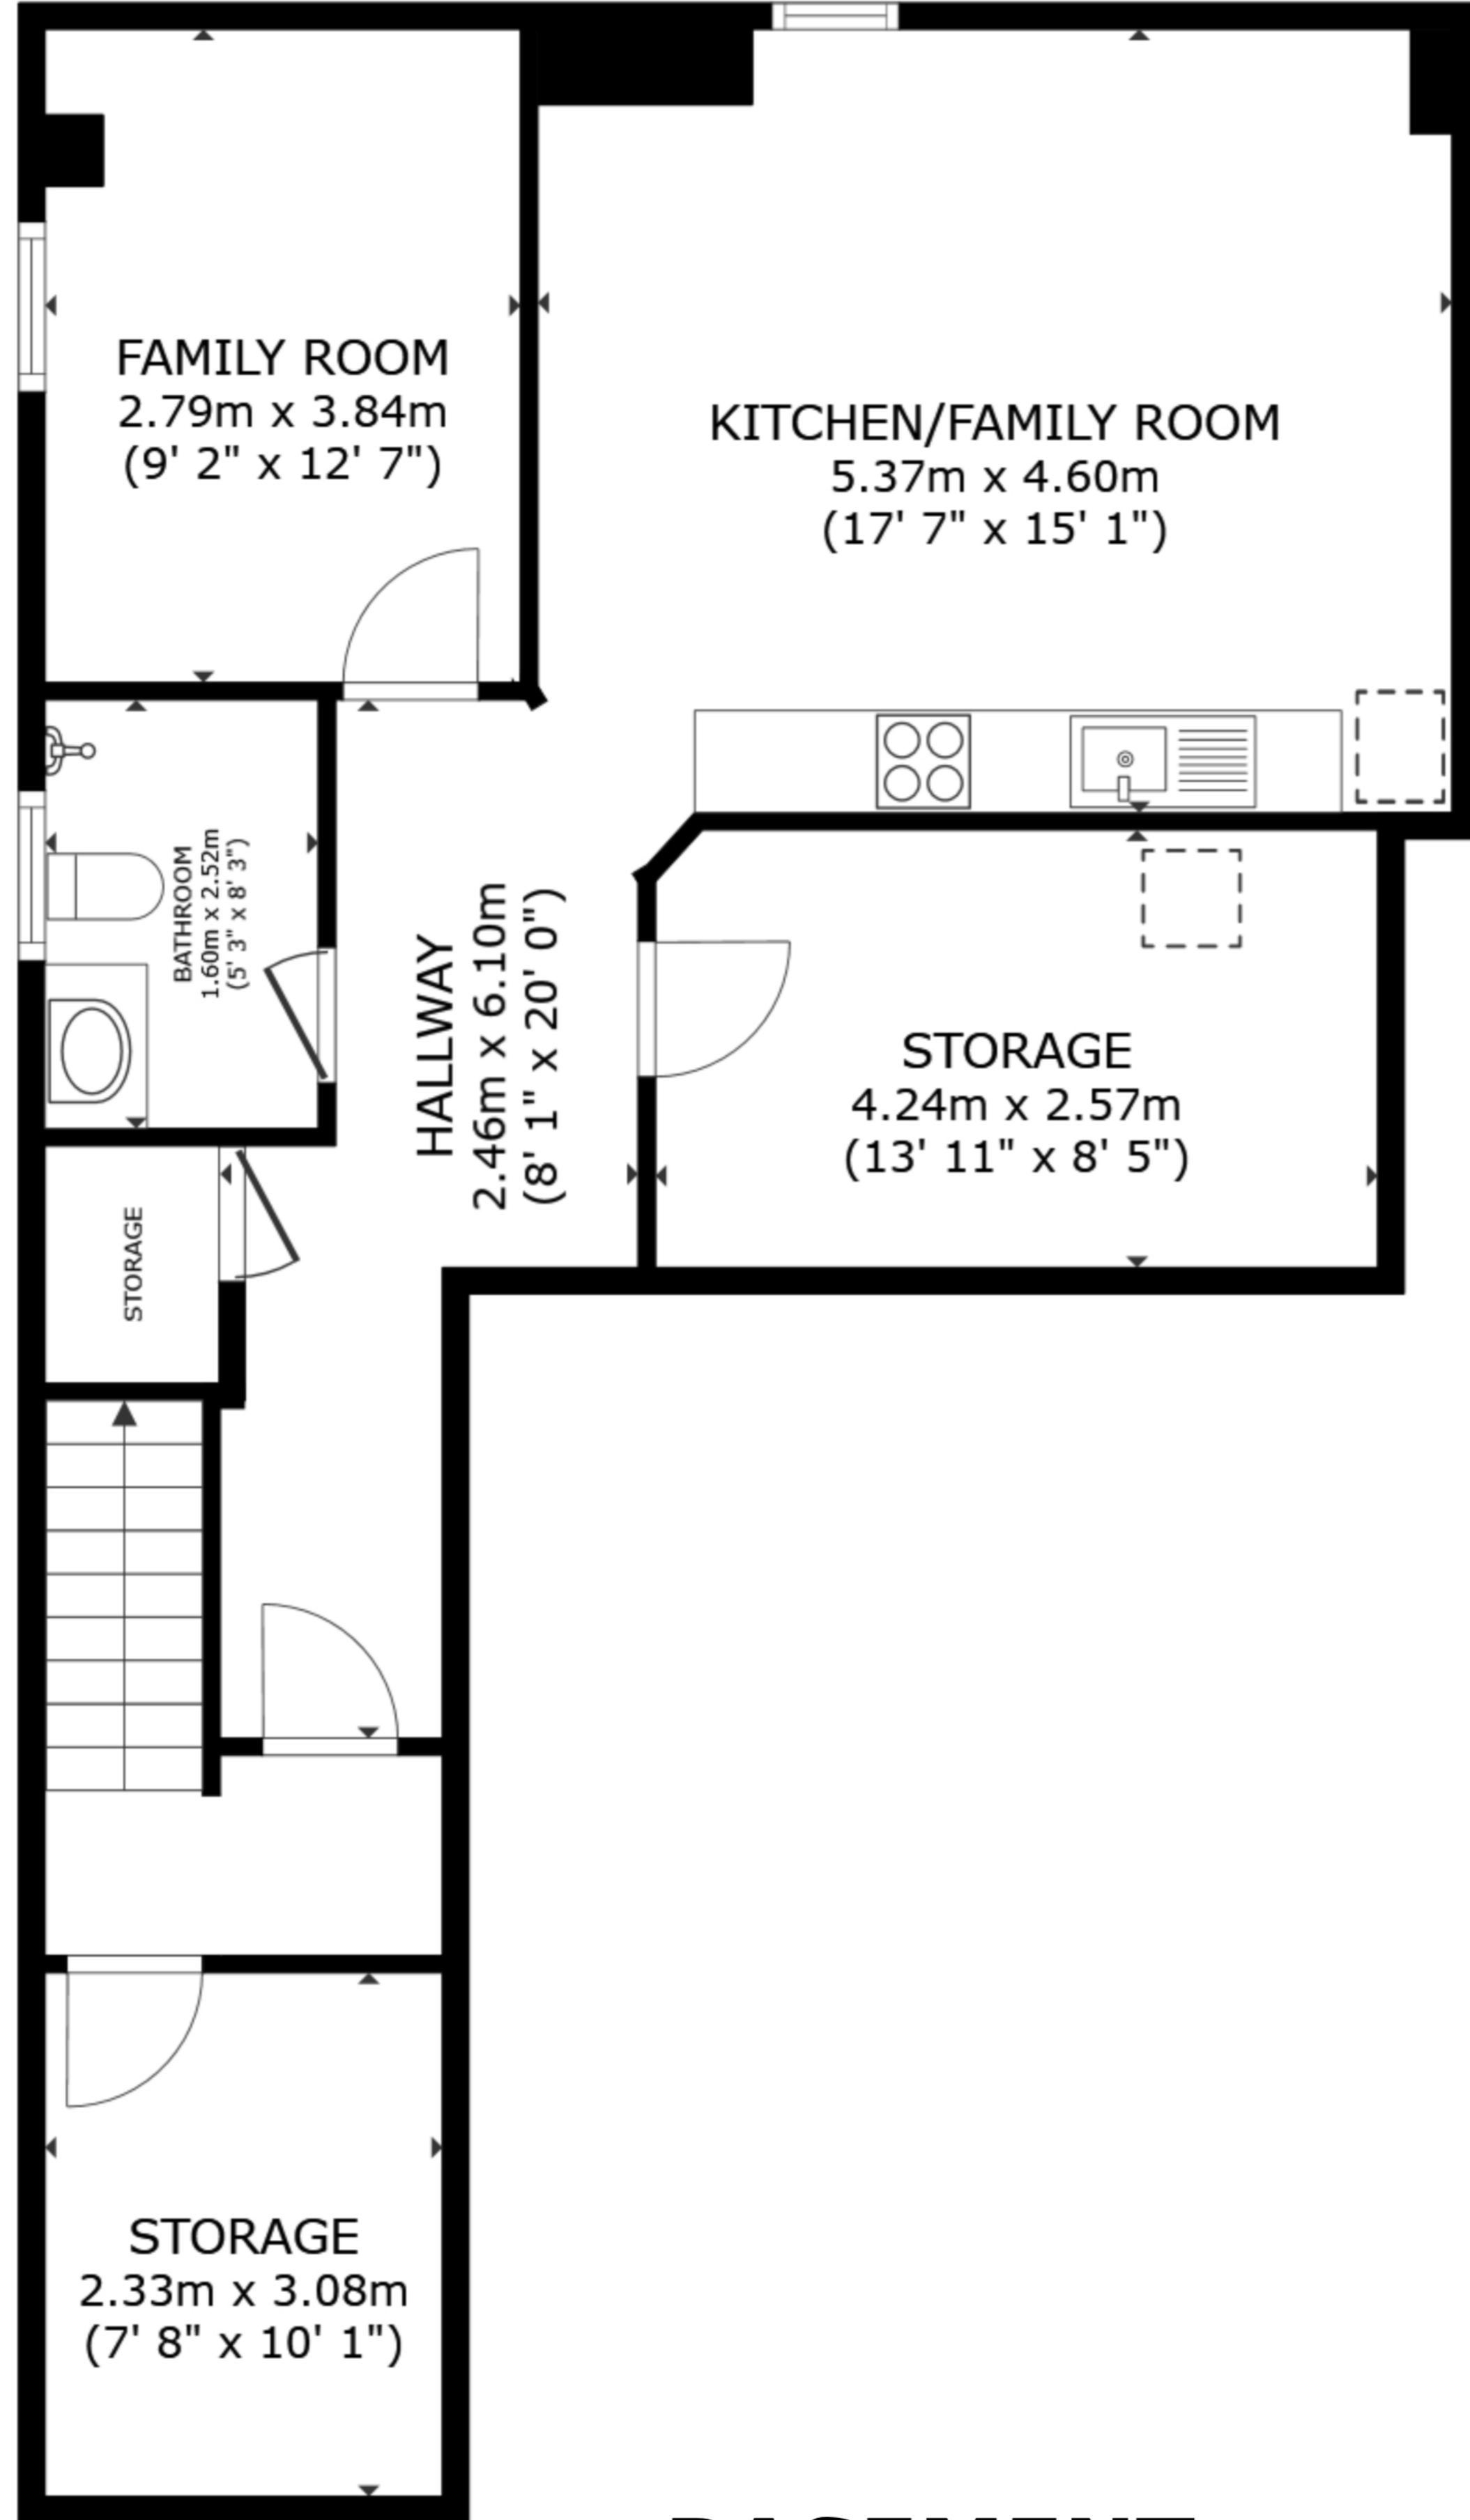 FAMILY ROOM
2.79m x 3.84m
(9' 2" x 12' 7")
KITCHEN/FAMILY ROOM
5.37m x 4.60m
(17' 7" x 15' 1")
BATHROOM
1.60m x 2.52m
(5' 3" x 8' 3")
HALLWAY
2.46m x 6.10m
(8' 1" x 20' 0")
STORAGE
4.24m x 2.57m
(13' 11" x 8' 5")
STORAGE
STORAGE
2.33m x 3.08m
(7' 8" x 10' 1")